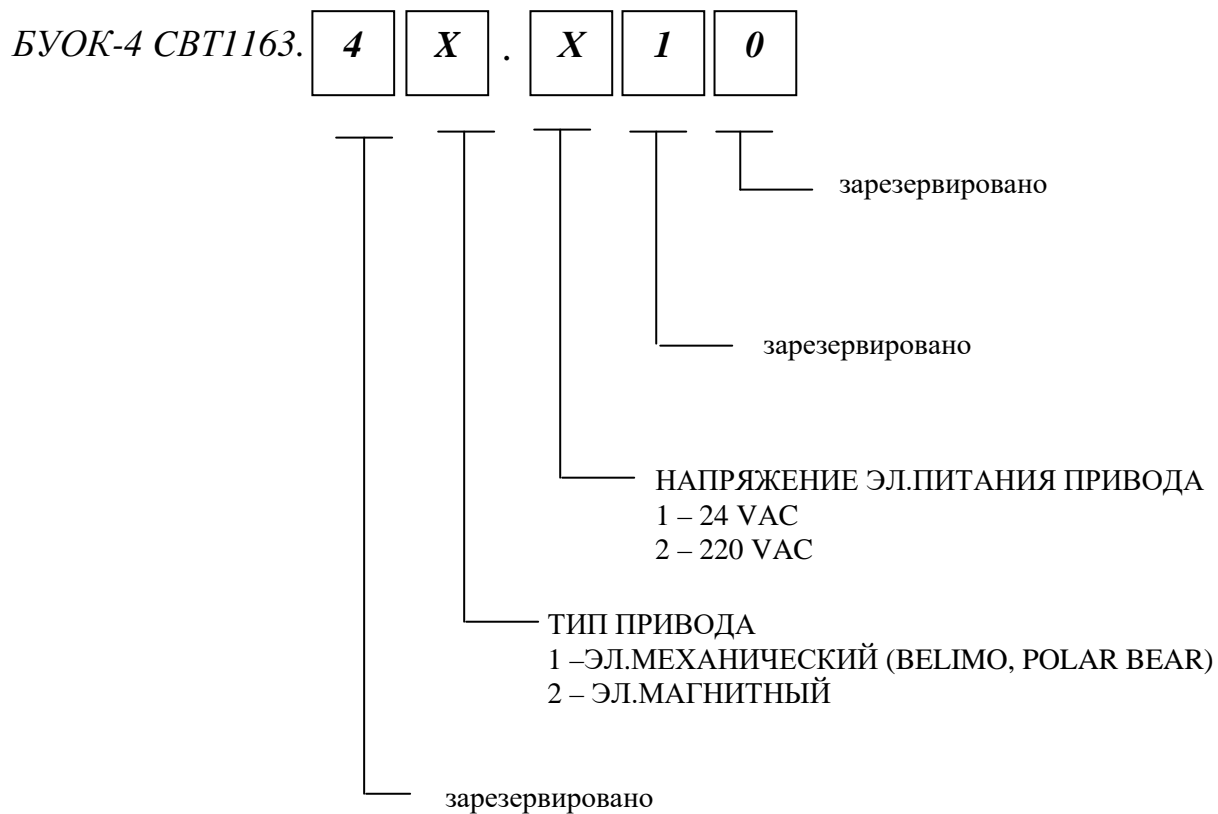 БУОК-4 СВТ1163. 4 X . X 1 0
зарезервировано
зарезервировано
НАПРЯЖЕНИЕ ЭЛ.ПИТАНИЯ ПРИВОДА
1 – 24 VAC
2 – 220 VAC
ТИП ПРИВОДА
1 –ЭЛ.МЕХАНИЧЕСКИЙ (BELIMO, POLAR BEAR)
2 – ЭЛ.МАГНИТНЫЙ
зарезервировано